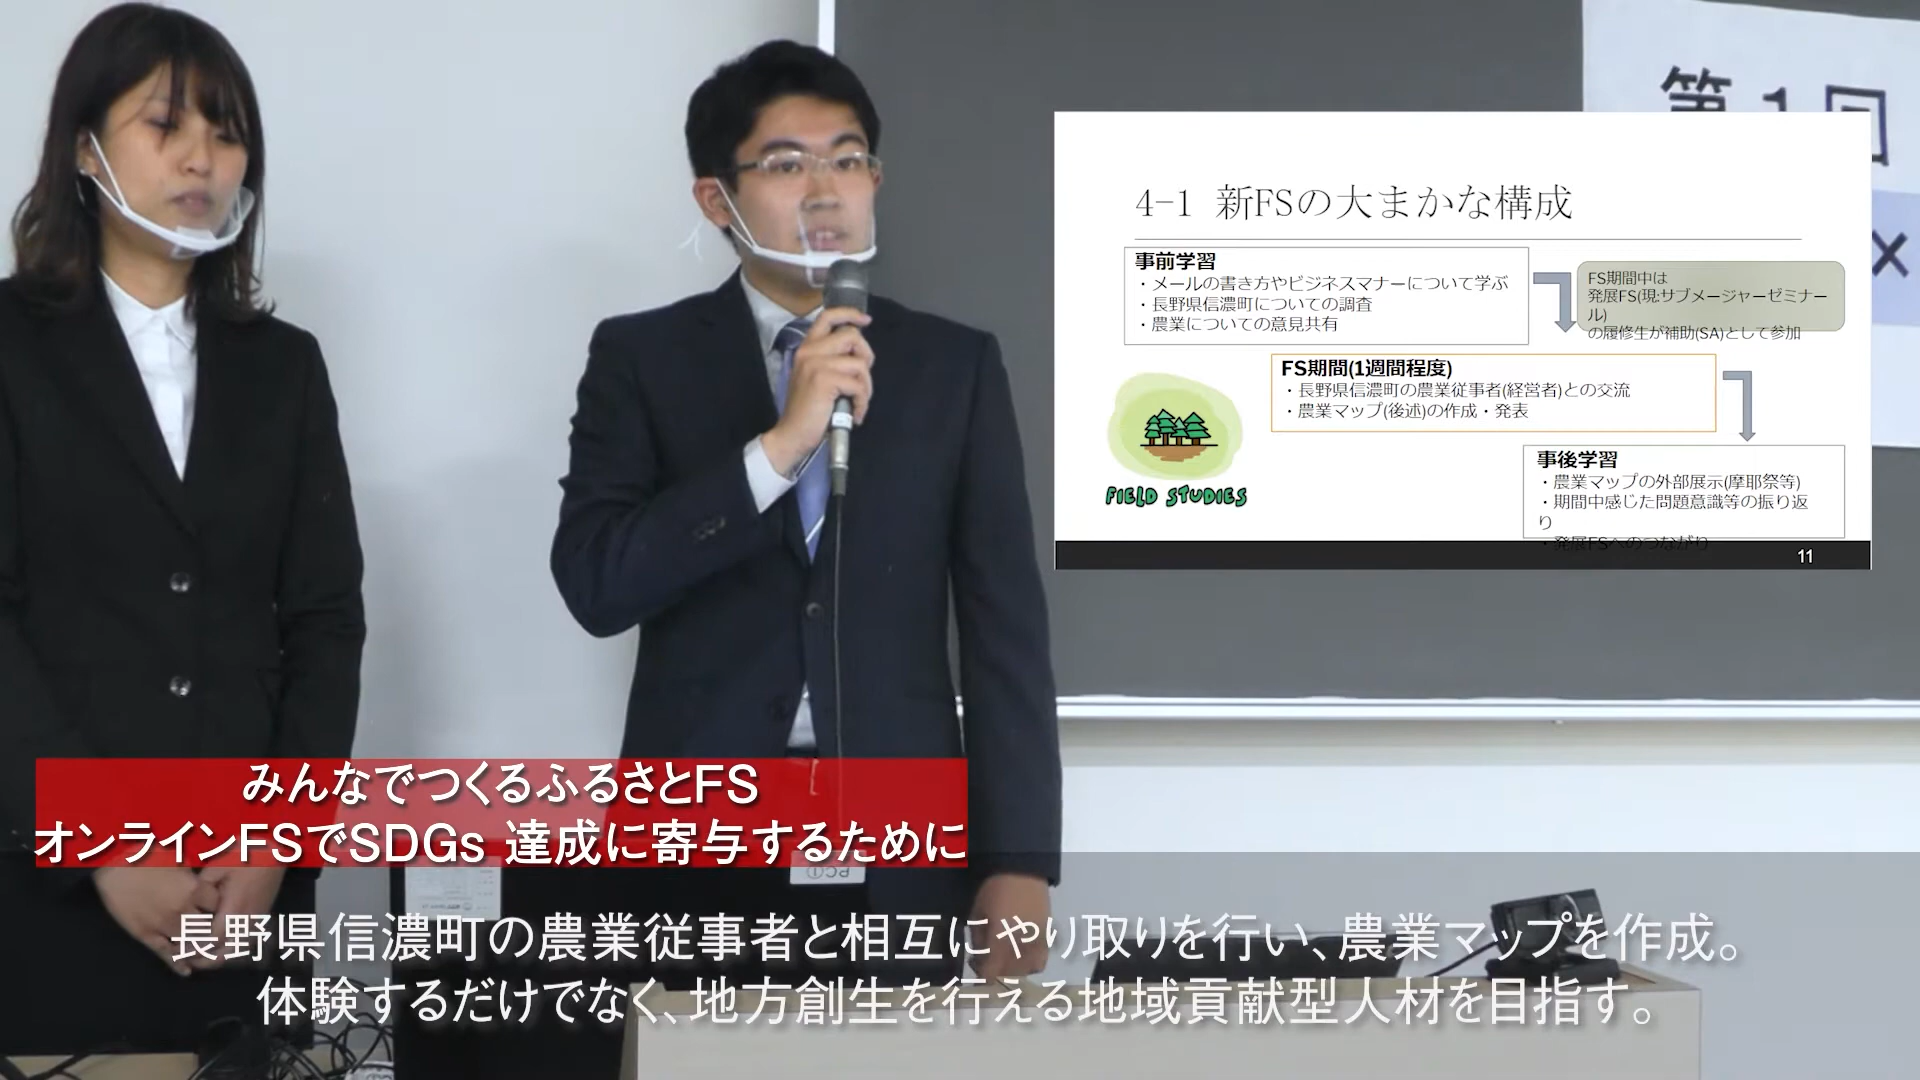 第1回
×
4-1 新FSの大まかな構成
事前学習
・メールの書き方やビジネスマナーについて学ぶ
・長野県信濃町についての調査
・農業についての意見共有
FS期間中は
発展FS(現:サブメージャーゼミナー
ル)
の履修生が補助(SA)として参加
FS期間(1週間程度)
・長野県信濃町の農業従事者(経営者)との交流
・農業マップ(後述)の作成・発表
FIELD STUDIES
事後学習
・農業マップの外部展示(摩耶祭等)
・期間中感じた問題意識等の振り返
り
・発展FSへのつながり
11
みんなでつくるふるさとFS
オンラインFSでSDGs 達成に寄与するために
PC①
長野県信濃町の農業従事者と相互にやり取りを行い、農業マップを作成。
体験するだけでなく、地方創生を行える地域貢献型人材を目指す。